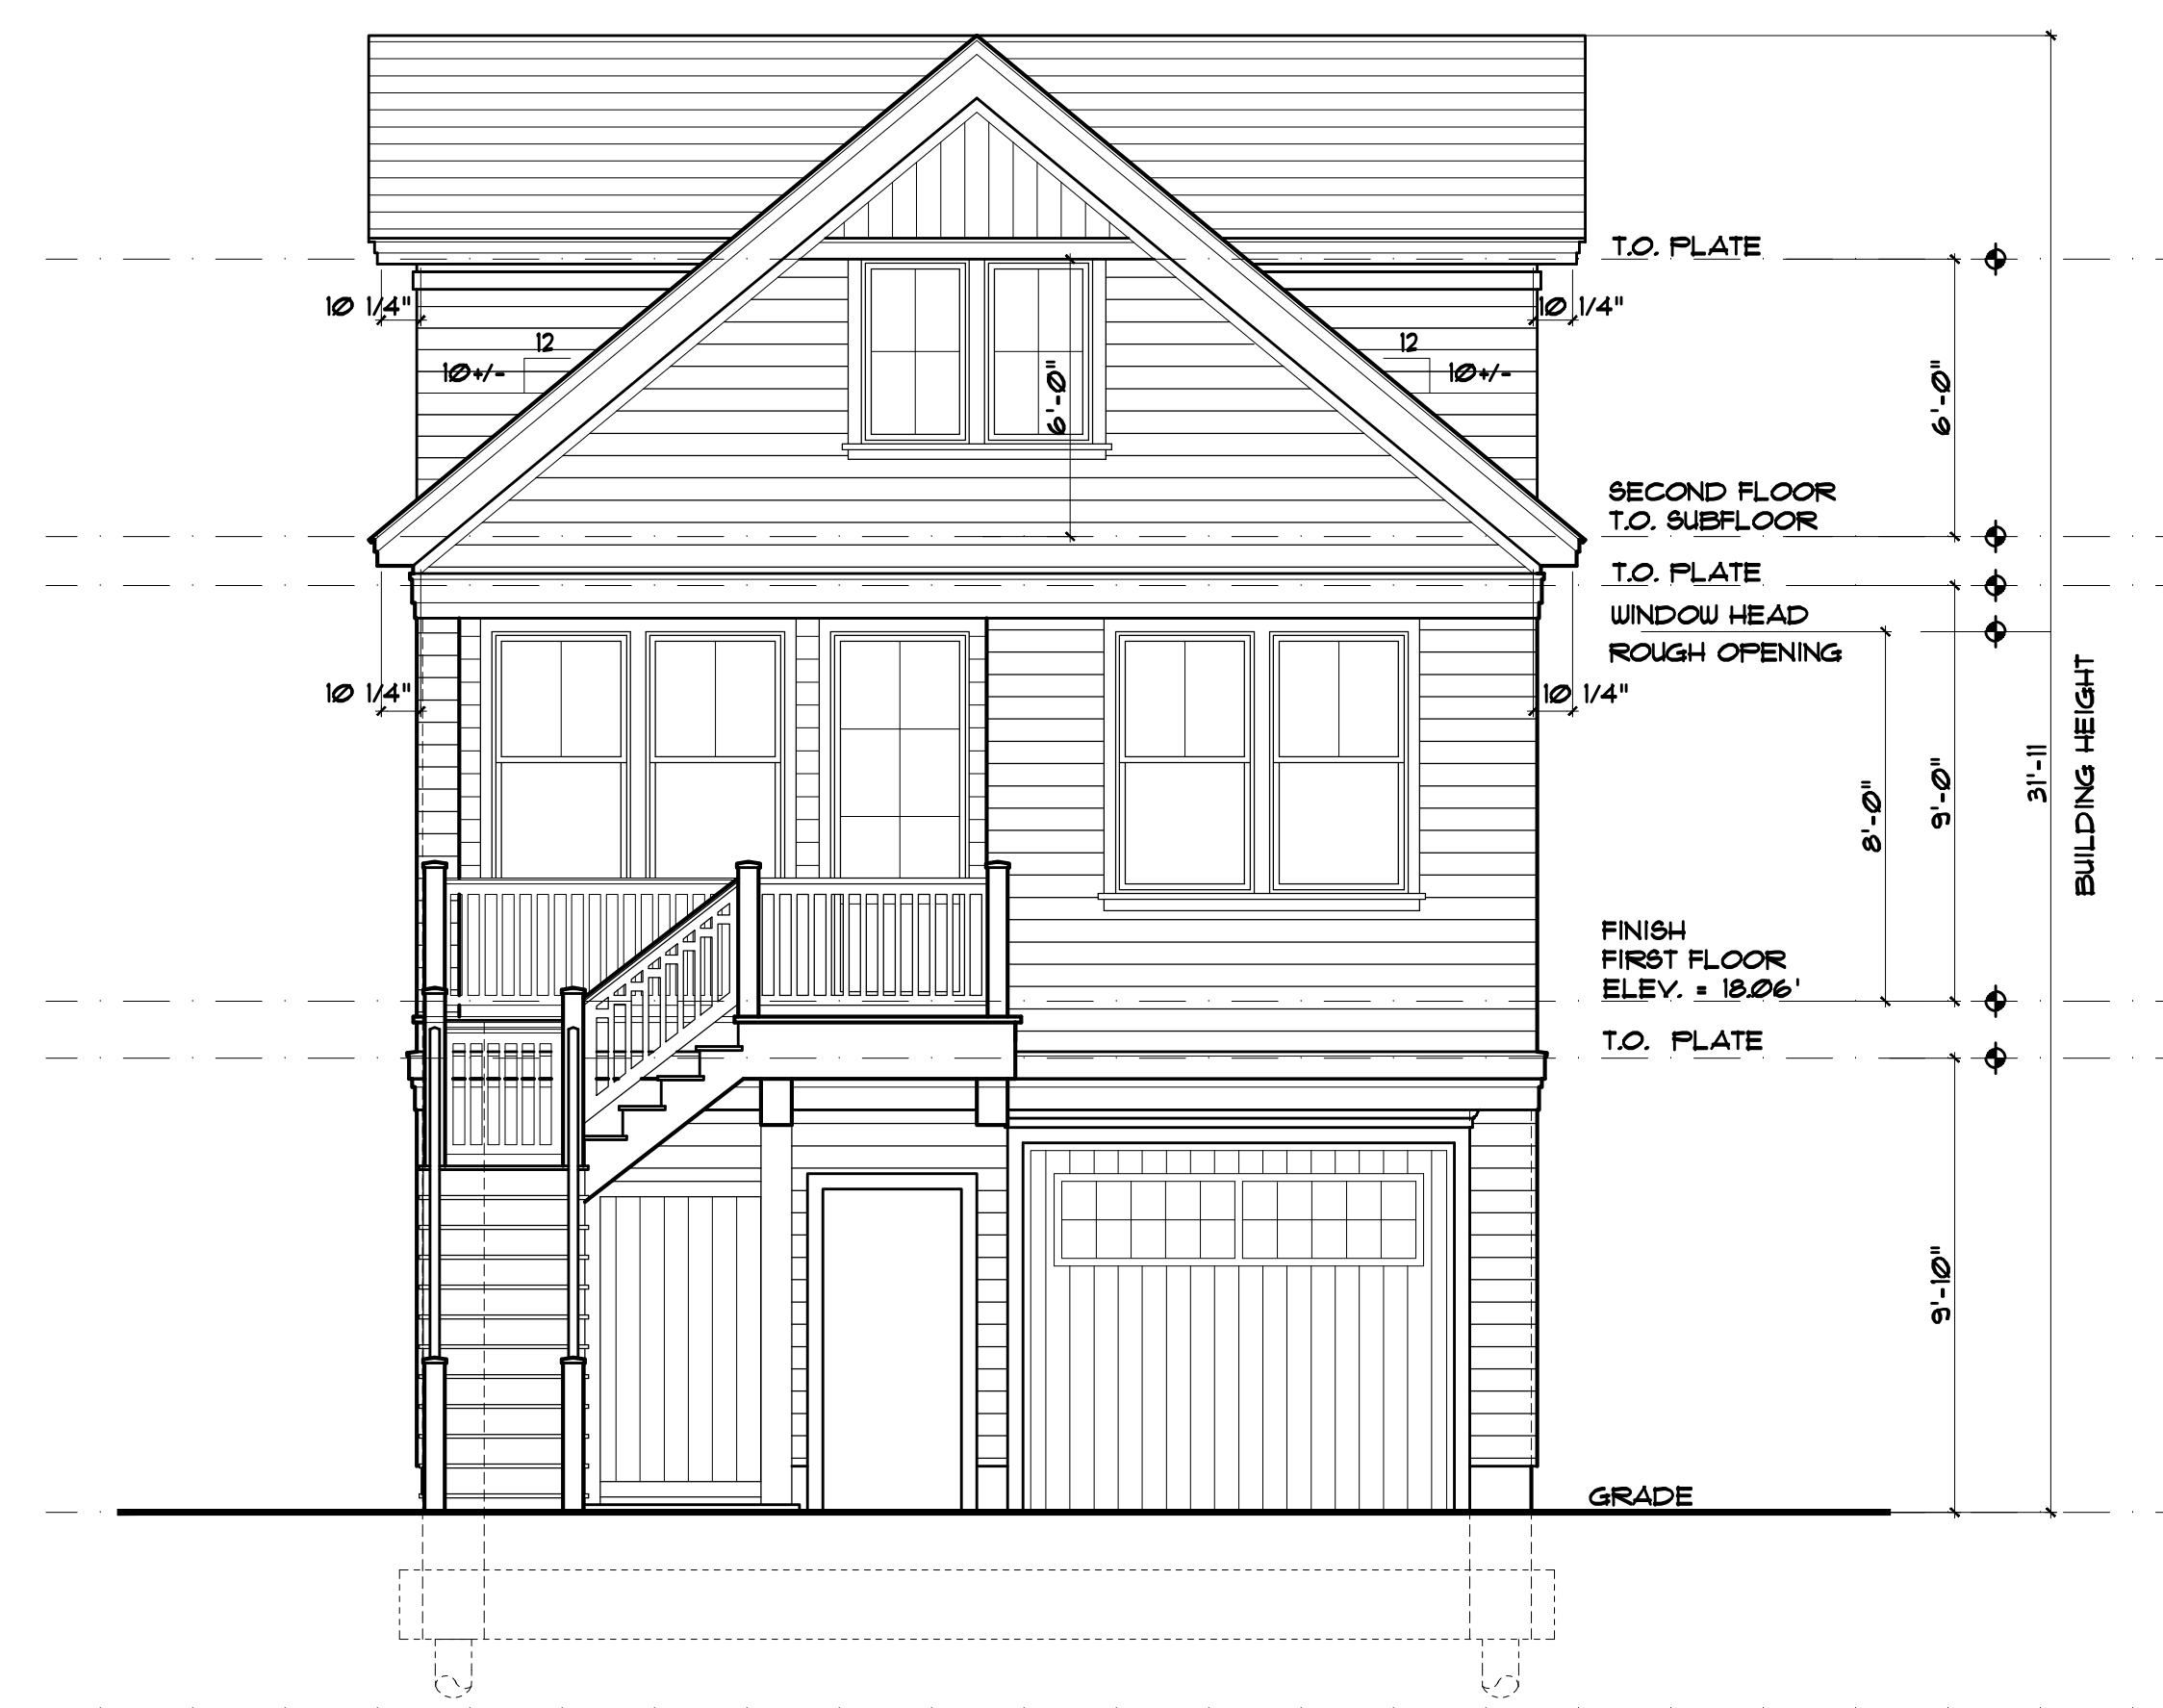 T.O. PLATE
10 1/4"
10 1/4"
12
10+/-
12
10+/-
6'-0"
6'-0"
SECOND FLOOR
T.O. SUBFLOOR
T.O. PLATE
WINDOW HEAD
ROUGH OPENING
10 1/4"
10 1/4"
8'-0"
9'-0"
31'-11
BUILDING HEIGHT
FINISH
FIRST FLOOR
ELEV. = 18.06'
T.O. PLATE
9'-10"
GRADE